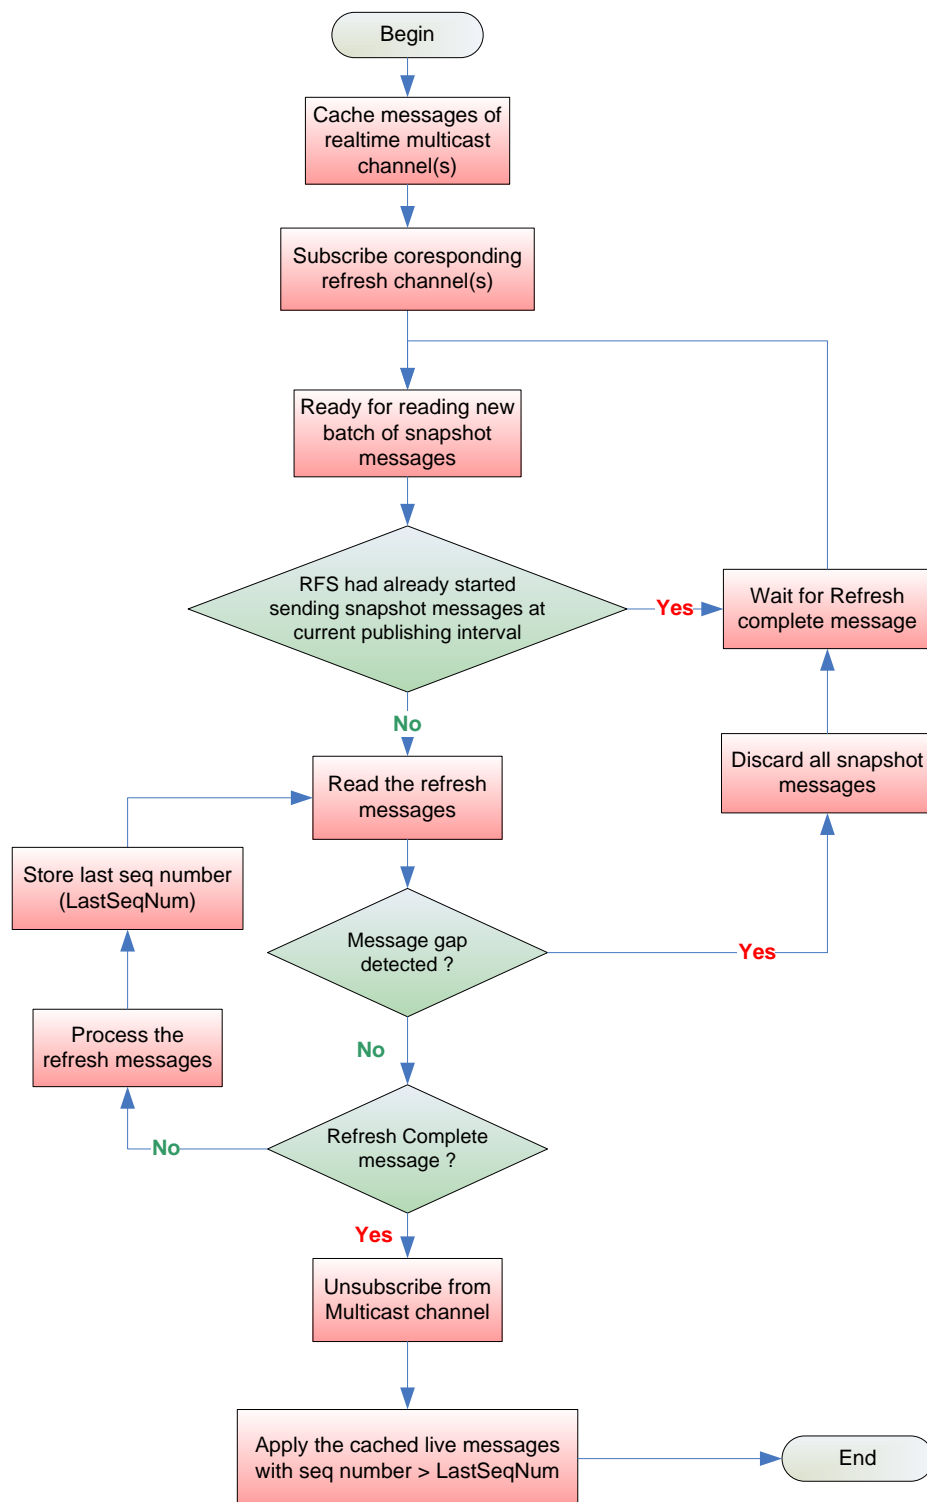 Begin
Cache messages of
realtime multicast
channel(s)
Subscribe coresponding
refresh channel(s)
Ready for reading new
batch of snapshot
messages
RFS had already started
sending snapshot messages at
current publishing interval
Yes
Wait for Refresh
complete message
No
Read the refresh
messages
Discard all snapshot
messages
Store last seq number
(LastSeqNum)
Message gap
detected ?
Yes
Process the
refresh messages
No
Refresh Complete
message ?
No
Yes
Unsubscribe from
Multicast channel
Apply the cached live messages
with seq number > LastSeqNum
End